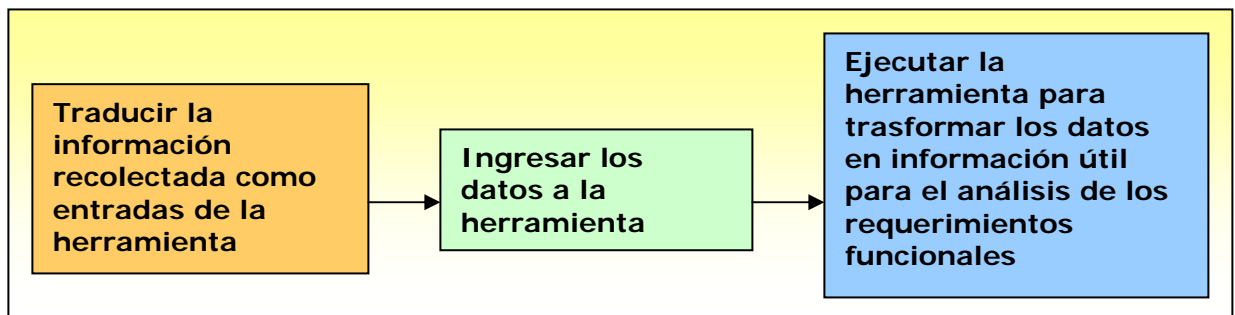 Traducir la
información
recolectada como
entradas de la
herramienta
Ingresar los
datos a la
herramienta
Ejecutar la
herramienta para
trasformar los datos
en información útil
para el análisis de los
requerimientos
funcionales